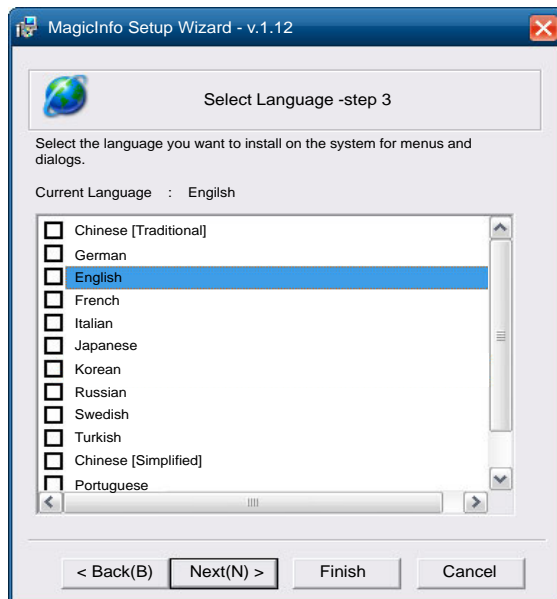 MagicInfo Setup Wizard - v.1.12
Select Language -step 3
Select the language you want to install on the system for menus and
dialogs.
Current Language : Engilsh
Chinese [Traditional]
German
English
French
Italian
Japanese
Korean
Russian
Swedish
Turkish
Chinese [Simplified]
Portuguese
< Back(B) Next(N) > Finish Cancel